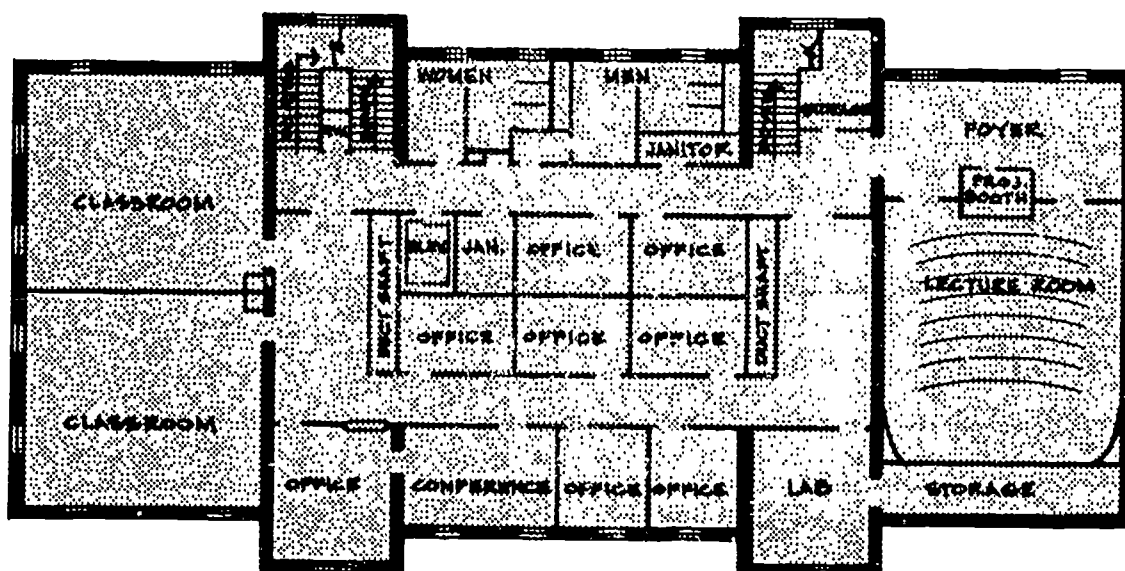 WOMEN
MEN
JANITOR
FOYER
PROJ.
BOOTH
CLASSROOM
DUCT SHAFT
ELEV.
JAN.
OFFICE
OFFICE
DUCT SHAFT
LECTURE ROOM
OFFICE
OFFICE
OFFICE
CLASSROOM
OFFICE
CONFERENCE
OFFICE
OFFICE
LAB
STORAGE